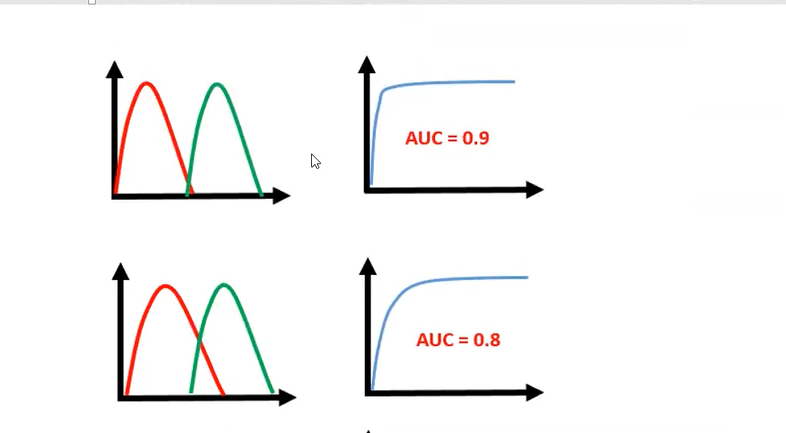 AUC = 0.9
AUC = 0.8